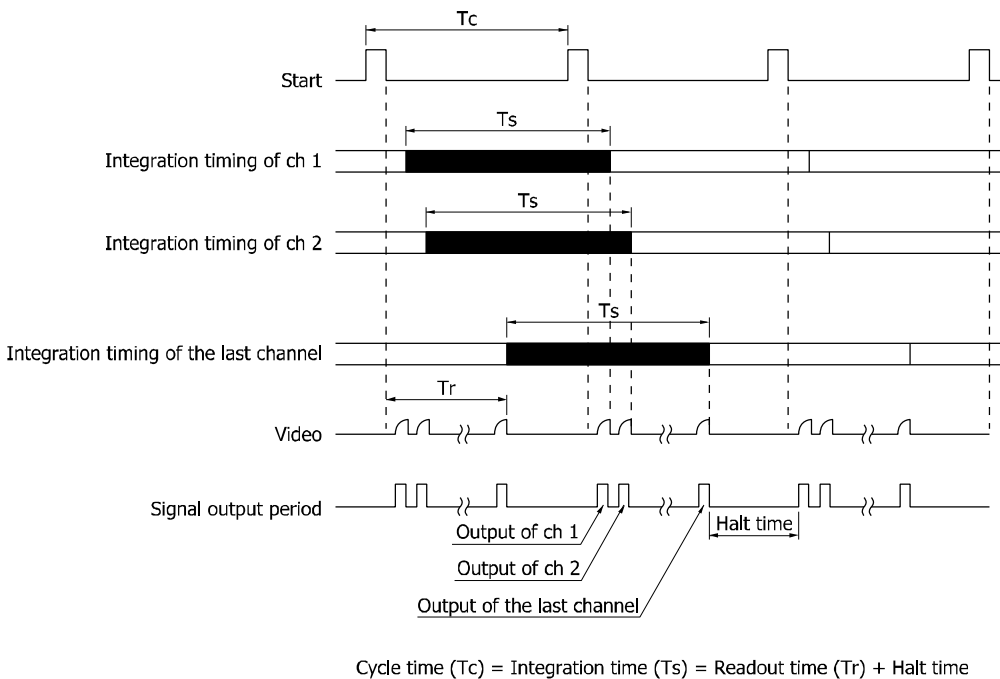 Tc
Start
Ts
Integration timing of ch 1
Ts
Integration timing of ch 2
Ts
Integration timing of the last channel
Tr
Video
Signal output period
Output of ch 1
Halt time
Output of ch 2
Output of the last channel
Cycle time (Tc) = Integration time (Ts) = Readout time (Tr) + Halt time